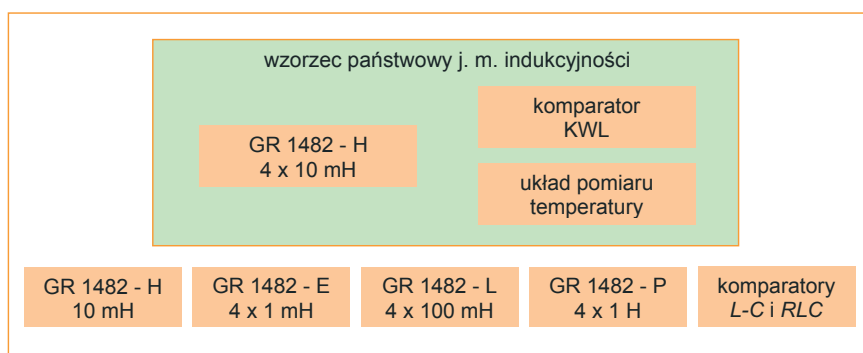 wzorzec państwowy j. m. indukcyjności
GR 1482 - H
4 x 10 mH
komparator
KWL
układ pomiaru
temperatury
GR 1482 - H
10 mH
GR 1482 - E
4 x 1 mH
GR 1482 - L
4 x 100 mH
GR 1482 - P
4 x 1 H
komparatory
L-C i RLC